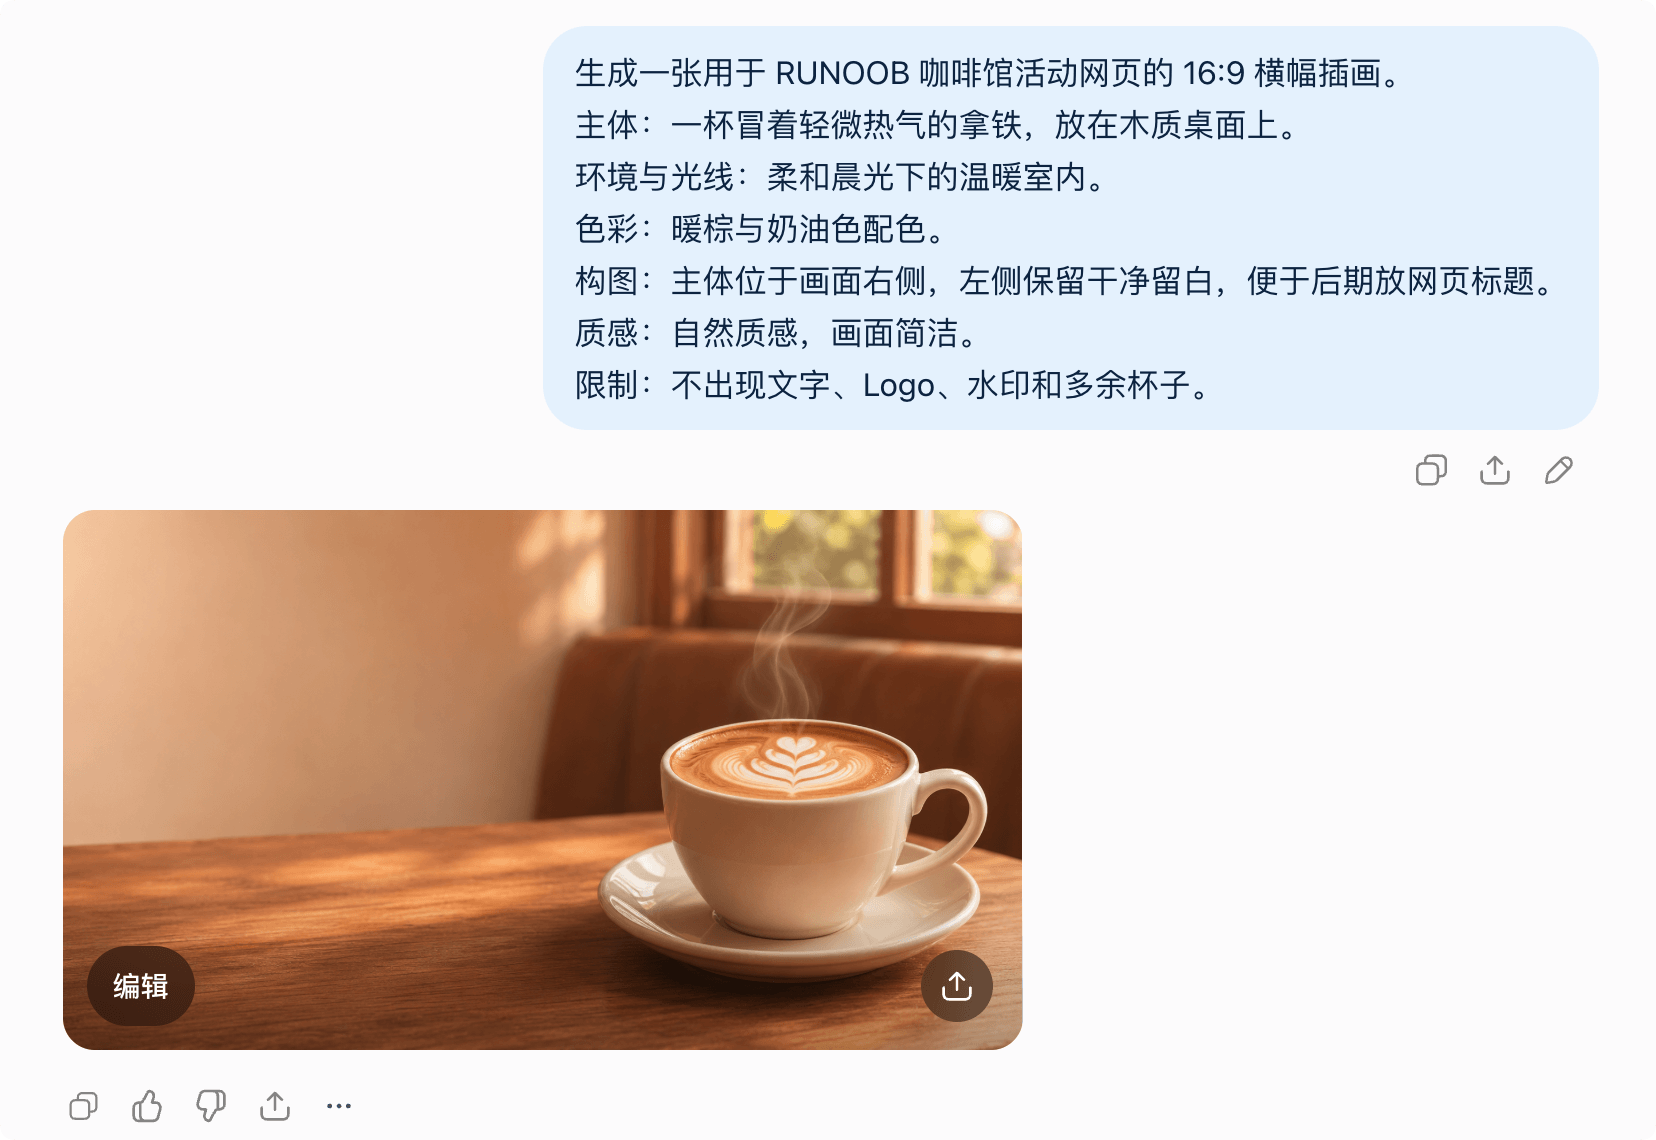 生成一张用于 RUNOOB 咖啡馆活动网页的 16:9 横幅插画。
主体：一杯冒着轻微热气的拿铁，放在木质桌面上。
环境与光线：柔和晨光下的温暖室内。
色彩：暖棕与奶油色配色。
构图：主体位于画面右侧，左侧保留干净留白，便于后期放网页标题。
质感：自然质感，画面简洁。
限制：不出现文字、Logo、水印和多余杯子。
编辑